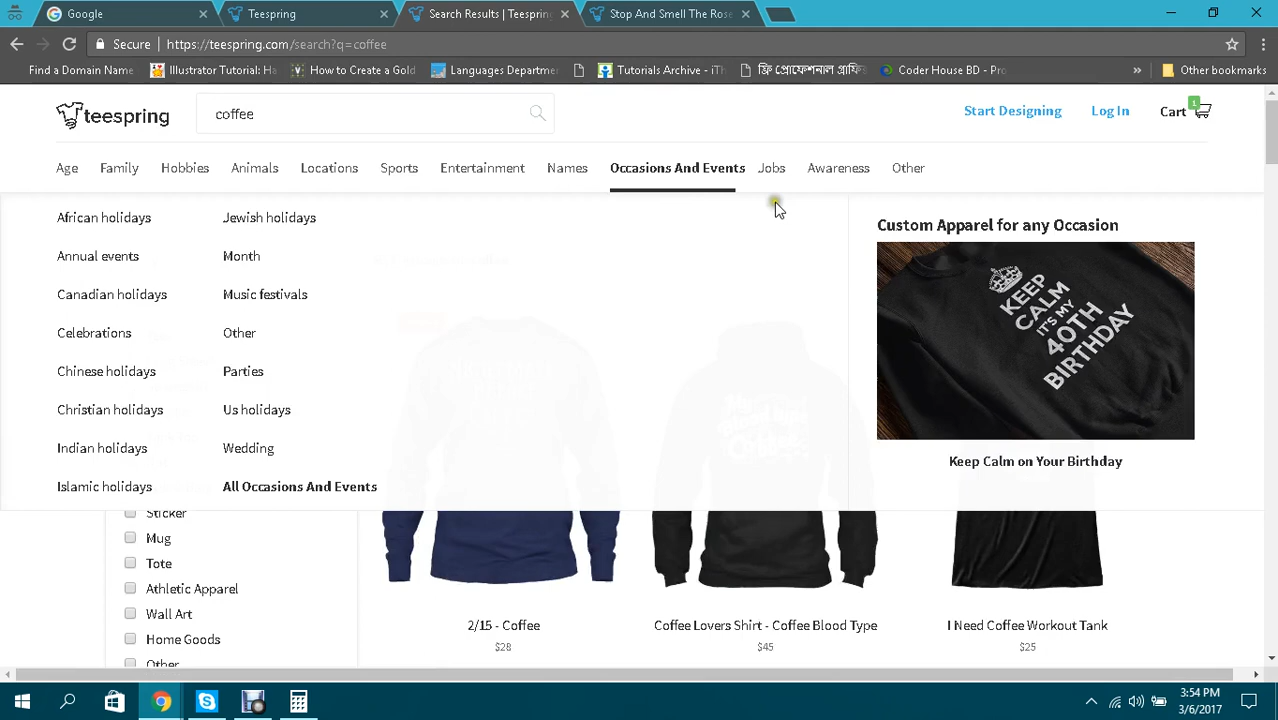 Google
Teespring
Search Results | Teespring
Stop And Smell The Rose
Secure
https://teespring.com/search?q=coffee
Find a Domain Name
Illustrator Tutorial: Ha
How to Create a Gold
Languages Departme
Tutorials Archive - iTh
ফ্রি প্রোফেশনাল গ্রাফি
Coder House BD - Pro
»
Other bookmarks
teespring
coffee
Start Designing
Log In
Cart
1
Age
Family
Hobbies
Animals
Locations
Sports
Entertainment
Names
Occasions And Events
Jobs
Awareness
Other
African holidays
Annual events
Canadian holidays
Celebrations
Chinese holidays
Christian holidays
Indian holidays
Islamic holidays
Jewish holidays
Month
Music festivals
Other
Parties
Us holidays
Wedding
All Occasions And Events
Custom Apparel for any Occasion
KEEP
CALM
IT'S MY
40TH
BIRTHDAY
Keep Calm on Your Birthday
Sticker
Mug
Tote
Athletic Apparel
Wall Art
Home Goods
Other
2/15 - Coffee
$28
Coffee Lovers Shirt - Coffee Blood Type
$45
I Need Coffee Workout Tank
$25
3:54 PM
3/6/2017